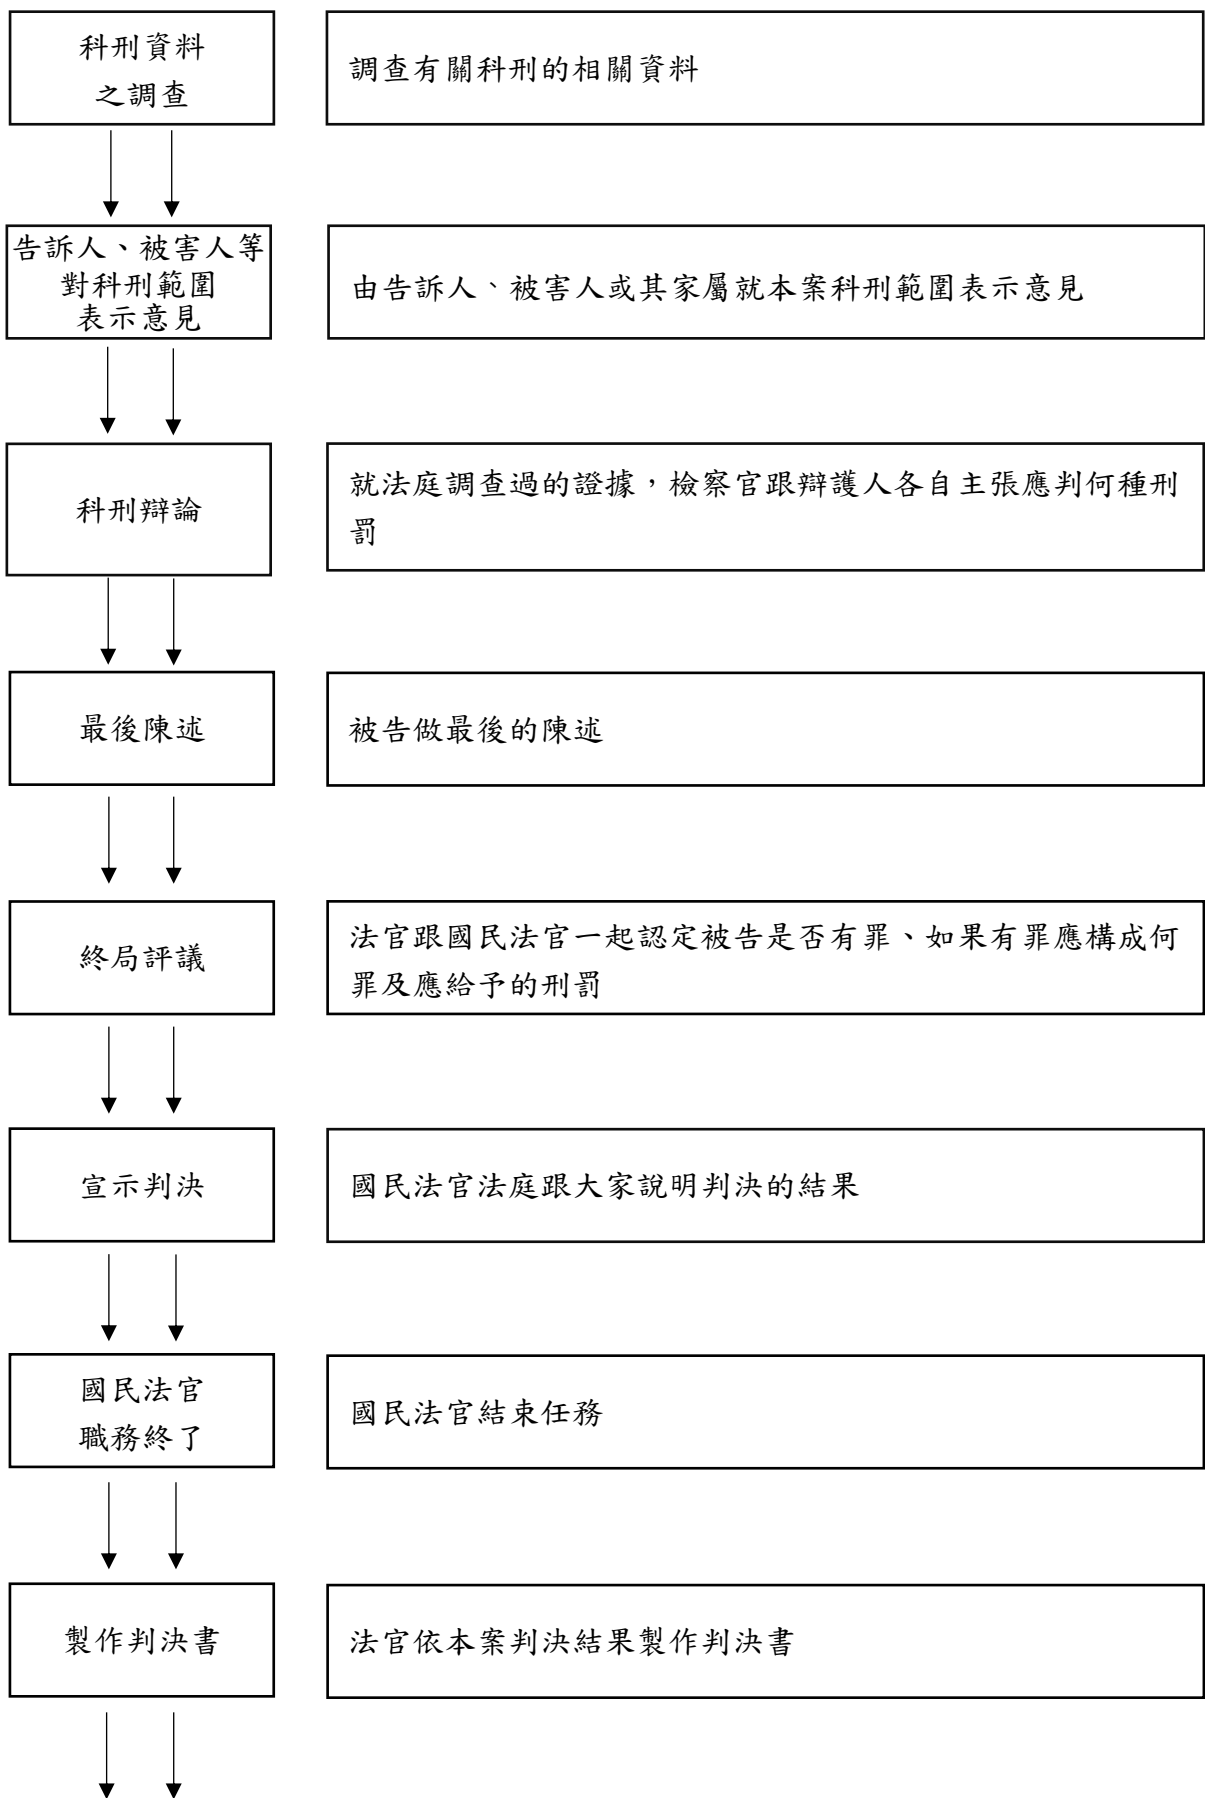 科刑資料
之調查
調查有關科刑的相關資料
告訴人、被害人等
對科刑範圍
表示意見
由告訴人、被害人或其家屬就本案科刑範圍表示意見
科刑辯論
就法庭調查過的證據，檢察官跟辯護人各自主張應判何種刑
罰
最後陳述
被告做最後的陳述
終局評議
法官跟國民法官一起認定被告是否有罪、如果有罪應構成何
罪及應給予的刑罰
宣示判決
國民法官法庭跟大家說明判決的結果
國民法官
職務終了
國民法官結束任務
製作判決書
法官依本案判決結果製作判決書